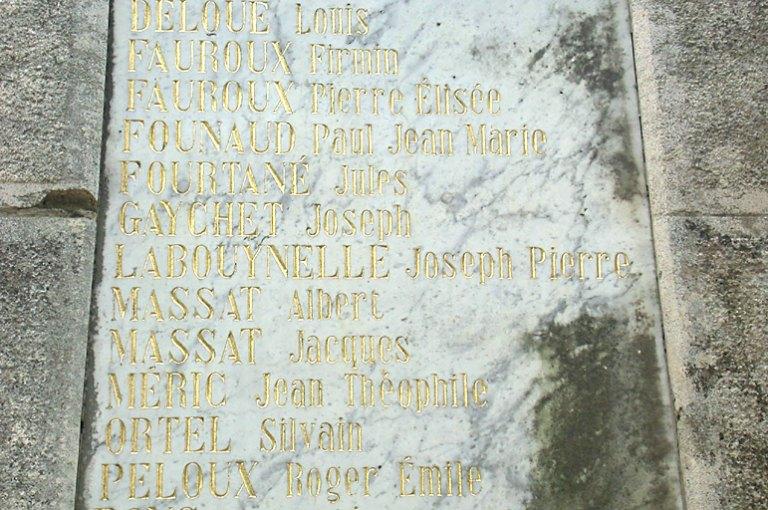 DELOUE Louis
FAUROUX Firmin
FAUROUX Pierre Élisée
FOUNAUD Paul Jean Marie
FOURTANÉ Jules
GAYCHET Joseph
LABOUYNELLE Joseph Pierre
MASSAT Albert
MASSAT Jacques
MÉRIC Jean Théophile
ORTEL Silvain
PELOUX Roger Émile